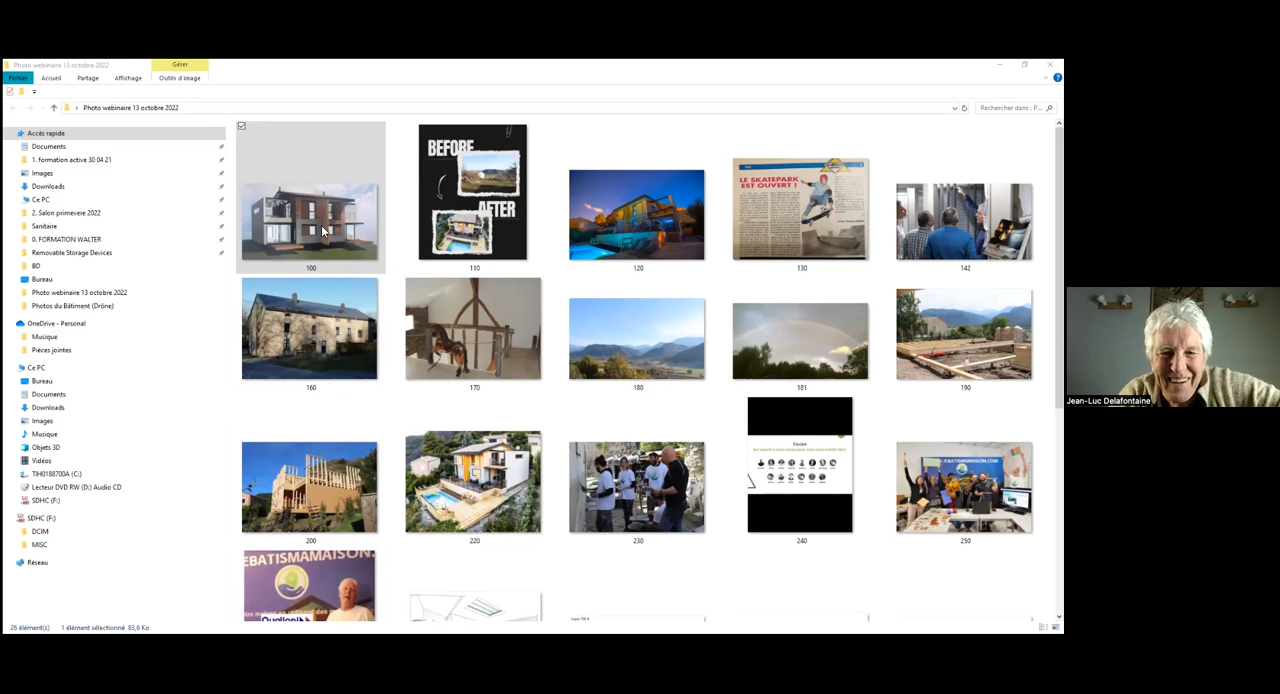 Photo webinaire 13 octobre 2022
Gérer
Fichier
Accueil
Partage
Affichage
Outils d'image
Photo webinaire 13 octobre 2022
Rechercher dans : P...
Accès rapide
Documents
1. formation active 30 04 21
Images
Downloads
Ce PC
2. Salon primevere 2022
Sanitaire
0. FORMATION WALTER
Removable Storage Devices
BD
Bureau
Photo webinaire 13 octobre 2022
Photos du Bâtiment (Drône)
OneDrive - Personal
Musique
Pièces jointes
Ce PC
Bureau
Documents
Downloads
Images
Musique
Objets 3D
Vidéos
TIH0188700A (C:)
Lecteur DVD RW (D:) Audio CD
SDHC (F:)
SDHC (F:)
DCIM
MISC
Réseau
BEFORE
AFTER
LE SKATEPARK
EST OUVERT !
100
110
120
130
142
160
170
180
181
190
Equipe
JEBATISMAMAISON.COM
200
220
230
240
250
EBATISMAMAISON.
26 élément(s)
1 élément sélectionné 83,6 Ko
Jean-Luc Delafontaine